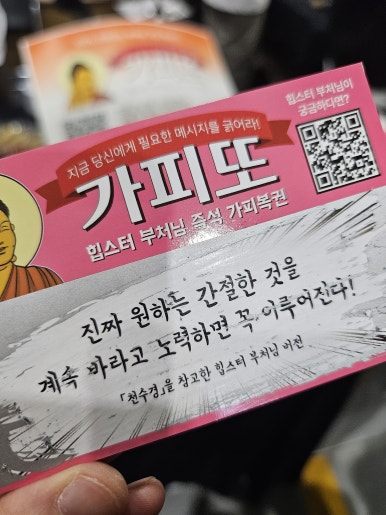 힙스터 부처님이
궁금하다면?
지금 당신에게 필요한 메시지를 긁어라!
가피또
힙스터 부처님 즉석 가피복권
진짜 원하는 간절한 것을
계속 바라고 노력하면 꼭 이루어진다!
「천수경」을 참고한 힙스터 부처님 버전